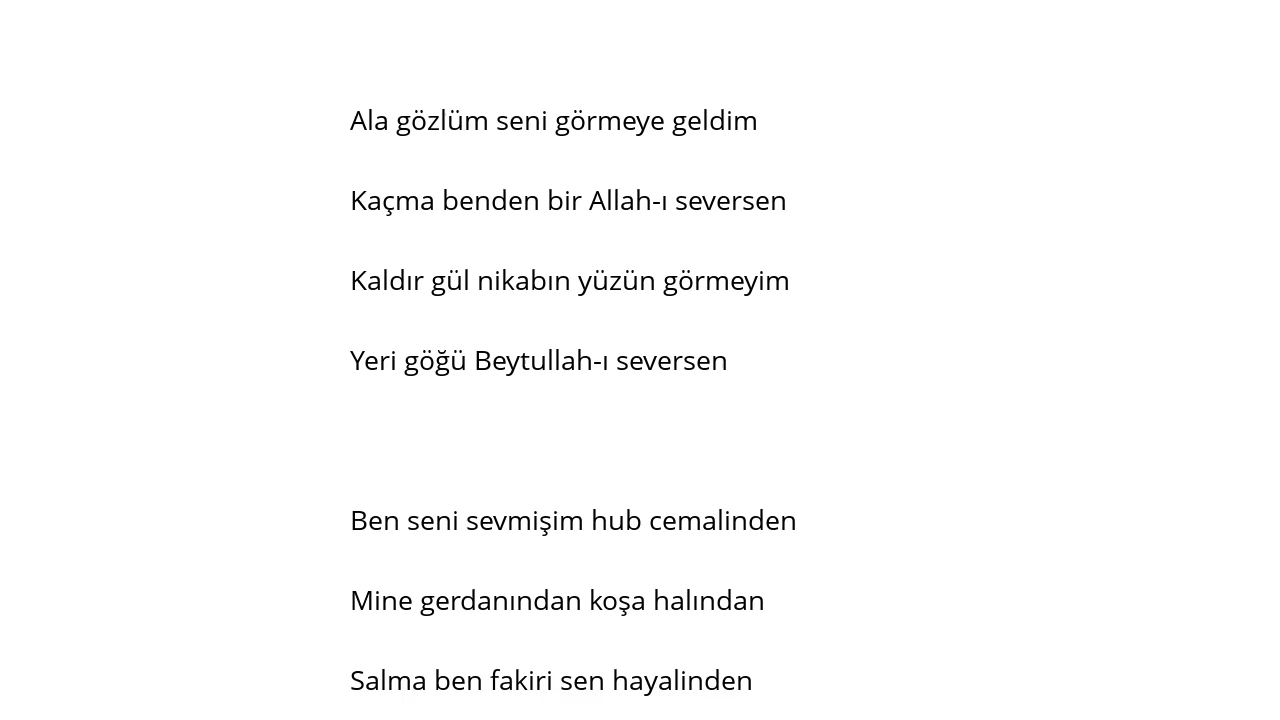 Ala gözlüm seni görmeye geldim
Kaçma benden bir Allah-ı seversen
Kaldır gül nikabın yüzün görmeyim
Yeri göğü Beytullah-ı seversen
Ben seni sevmişim hub cemalinden
Mine gerdanından koşa halından
Salma ben fakiri sen hayalinden